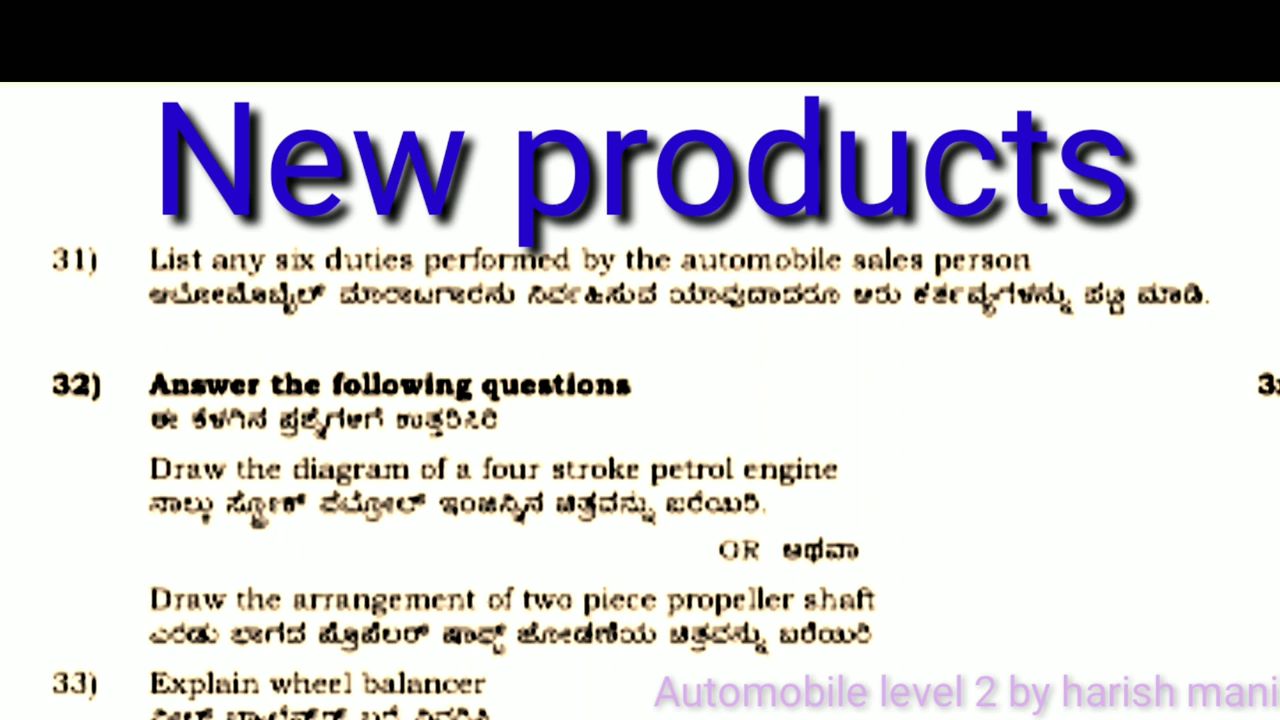 New products
31) List any six duties performed by the automobile sales person
ಆಟೋಮೊಬೈಲ್ ಮಾರಾಟಗಾರನು ನಿರ್ವಹಿಸುವ ಯಾವುದಾದರೂ ಆರು ಕರ್ತವ್ಯಗಳನ್ನು ಪಟ್ಟಿ ಮಾಡಿ.
32) Answer the following questions
ಈ ಕೆಳಗಿನ ಪ್ರಶ್ನೆಗಳಿಗೆ ಉತ್ತರಿಸಿರಿ
Draw the diagram of a four stroke petrol engine
ನಾಲ್ಕು ಸ್ಟ್ರೋಕ್ ಪೆಟ್ರೋಲ್ ಇಂಜಿನ್ನಿನ ಚಿತ್ರವನ್ನು ಬರೆಯಿರಿ.
OR ಅಥವಾ
Draw the arrangement of two piece propeller shaft
ಎರಡು ಭಾಗದ ಪ್ರೊಪೆಲರ್ ಷಾಫ್ಟ್ ಜೋಡಣೆಯ ಚಿತ್ರವನ್ನು ಬರೆಯಿರಿ
33) Explain wheel balancer
Automobile level 2 by harish mani